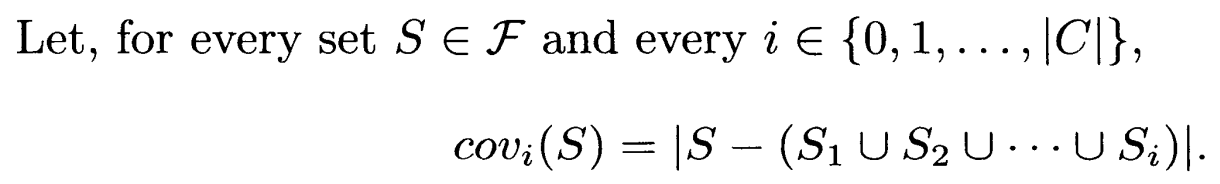 Let, for every set S ∈ ℱ and every i ∈ {0, 1, . . . , |C|},
cov_i(S) = |S − (S_1 ∪ S_2 ∪ · · · ∪ S_i)|.